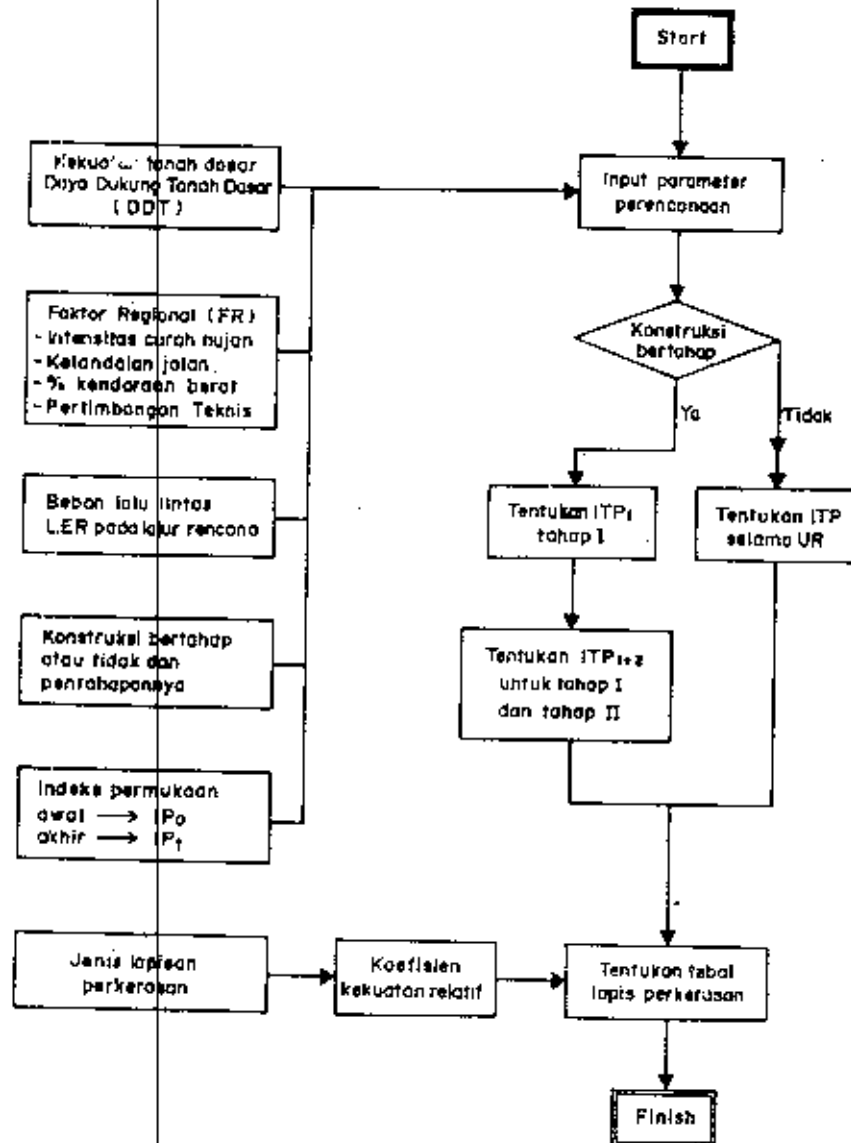 Start
Kekuatan tanah dasar
Daya Dukung Tanah Dasar
(DDT)
Input parameter
perencanaan
Faktor Regional (FR)
- Intensitas curah hujan
- Kelandaian jalan
- % kendaraan berat
- Pertimbangan Teknis
Konstruksi
bertahap
Ya
Tidak
Beban lalu lintas
LER pada lajur rencana
Tentukan ITP₁
tahap I
Tentukan ITP
selama UR
Konstruksi bertahap
atau tidak dan
pentahapannya
Tentukan ITP₁₊₂
untuk tahap I
dan tahap II
Indeks permukaan
awal → IP₀
akhir → IPₜ
Jenis lapisan
perkerasan
Koefisien
kekuatan relatif
Tentukan tebal
lapis perkerasan
Finish